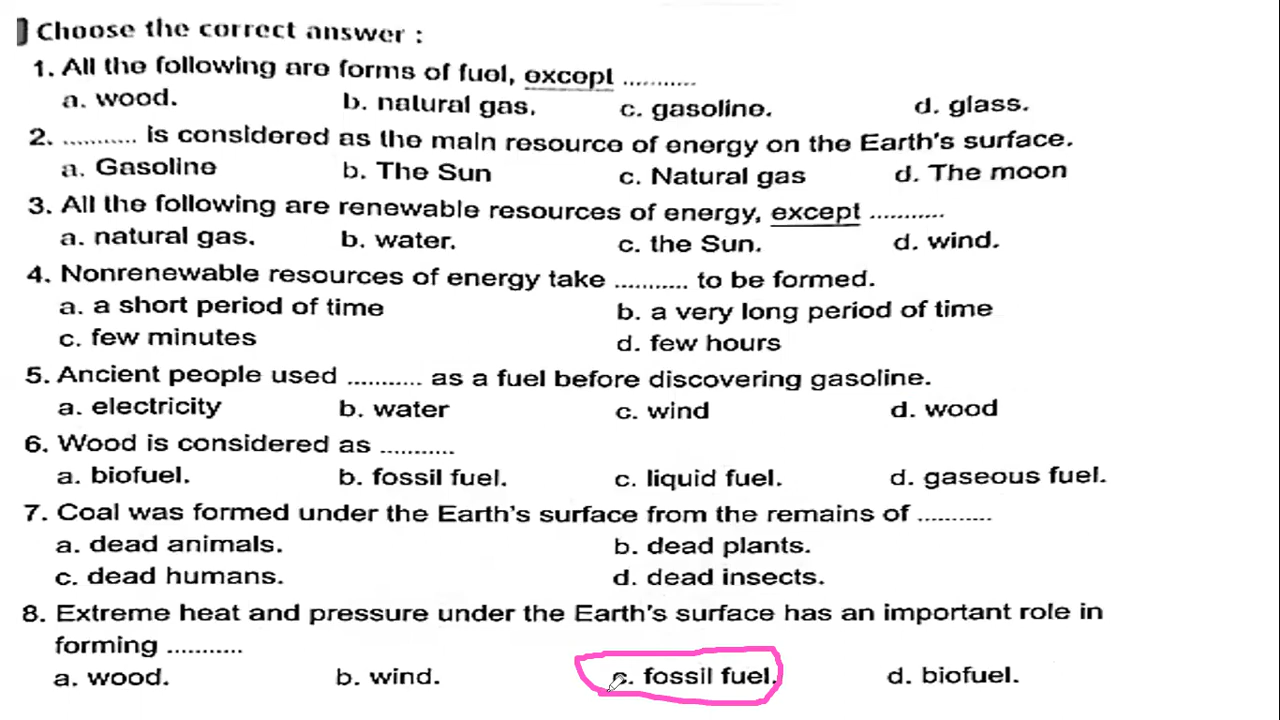 Choose the correct answer :
1. All the following are forms of fuel, except ...........
a. wood. b. natural gas. c. gasoline. d. glass.
2. ........... is considered as the main resource of energy on the Earth's surface.
a. Gasoline b. The Sun c. Natural gas d. The moon
3. All the following are renewable resources of energy, except ...........
a. natural gas. b. water. c. the Sun. d. wind.
4. Nonrenewable resources of energy take ........... to be formed.
a. a short period of time b. a very long period of time
c. few minutes d. few hours
5. Ancient people used ........... as a fuel before discovering gasoline.
a. electricity b. water c. wind d. wood
6. Wood is considered as ...........
a. biofuel. b. fossil fuel. c. liquid fuel. d. gaseous fuel.
7. Coal was formed under the Earth's surface from the remains of ...........
a. dead animals. b. dead plants.
c. dead humans. d. dead insects.
8. Extreme heat and pressure under the Earth's surface has an important role in
forming ...........
a. wood. b. wind. c. fossil fuel. d. biofuel.